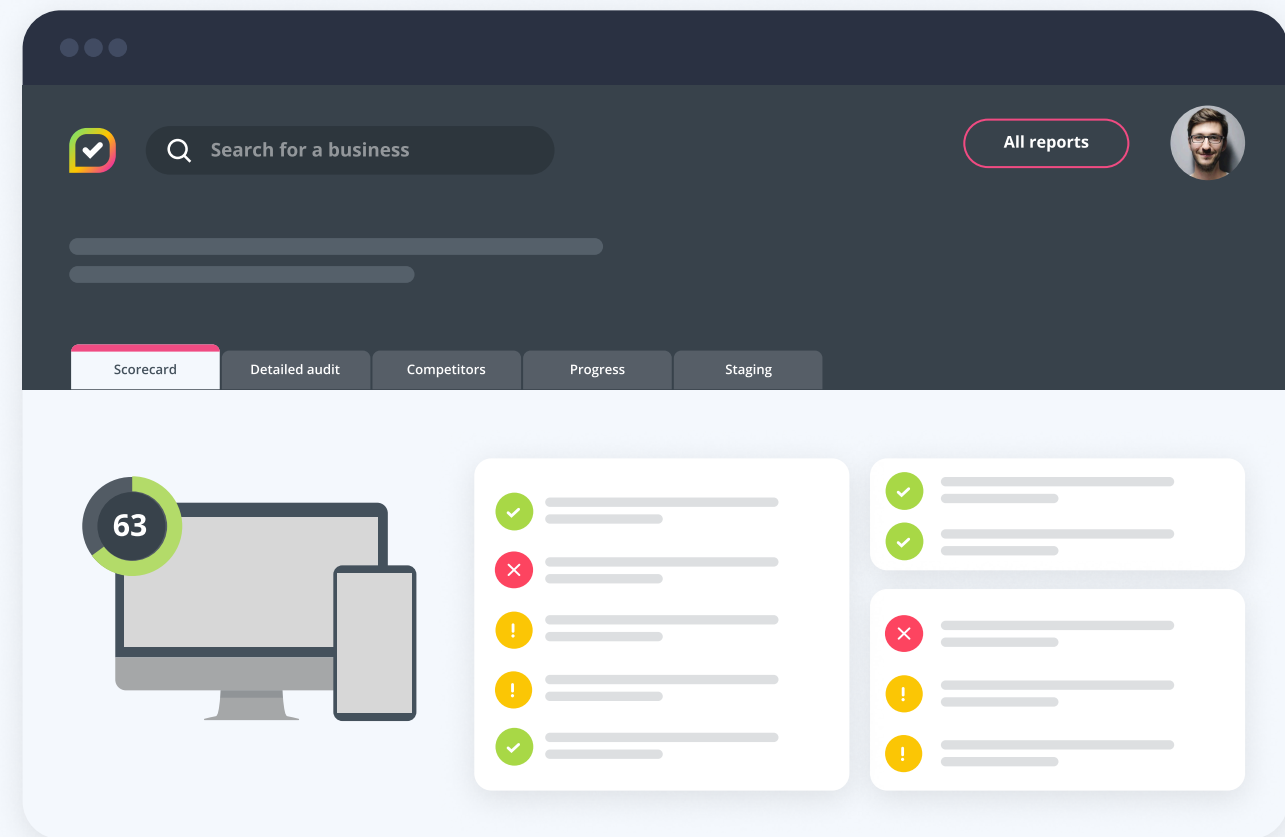 Search for a business
All reports
Scorecard
Detailed audit
Competitors
Progress
Staging
63